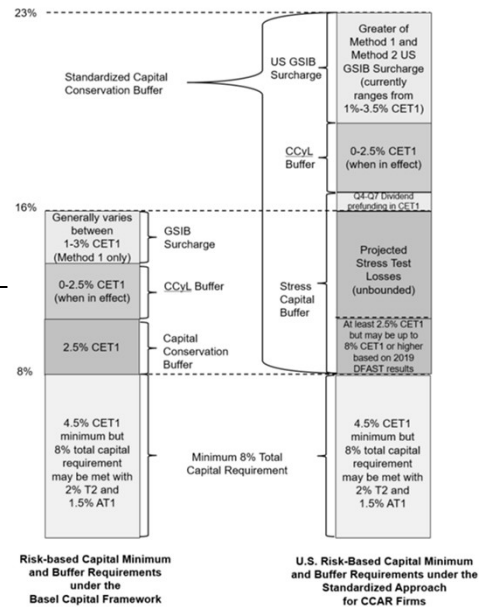 23%
Standardized Capital
Conservation Buffer
US GSIB
Surcharge
Greater of
Method 1 and
Method 2 US
GSIB Surcharge
(currently
ranges from
1%-3.5% CET1)
CCyL
Buffer
0-2.5% CET1
(when in effect)
Q4-Q7 Dividend
prefunding in CET1
16%
Generally varies
between
1-3% CET1
(Method 1 only)
GSIB
Surcharge
0-2.5% CET1
(when in effect)
CCyL Buffer
2.5% CET1
Capital
Conservation
Buffer
Stress
Capital
Buffer
Projected
Stress Test
Losses
(unbounded)
At least 2.5% CET1
but may be up to
8% CET1 or higher
based on 2019
DFAST results
8%
4.5% CET1
minimum but
8% total capital
requirement
may be met with
2% T2 and
1.5% AT1
Minimum 8% Total
Capital Requirement
4.5% CET1
minimum but
8% total capital
requirement
may be met with
2% T2 and
1.5% AT1
Risk-based Capital Minimum
and Buffer Requirements
under the
Basel Capital Framework
U.S. Risk-Based Capital Minimum
and Buffer Requirements under the
Standardized Approach
for CCAR Firms